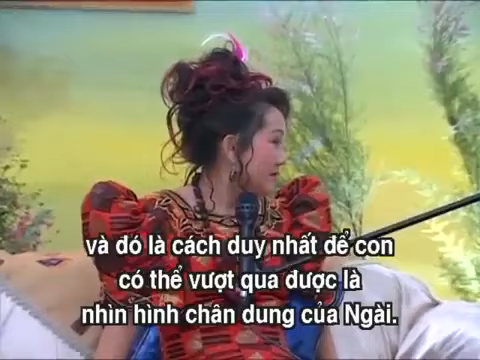 và đó là cách duy nhất để con
có thể vượt qua được là
nhìn hình chân dung của Ngài.